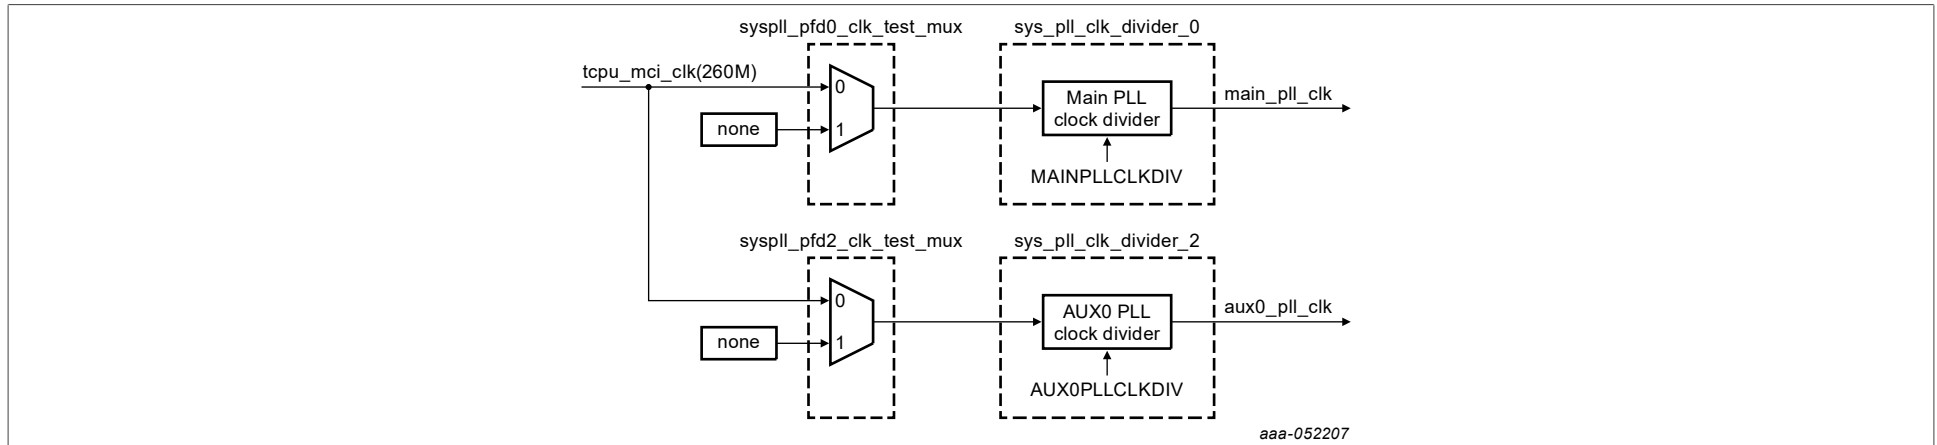 syspll_pfd0_clk_test_mux
sys_pll_clk_divider_0
tcpu_mci_clk(260M)
0
none
1
Main PLL
clock divider
main_pll_clk
MAINPLLCLKDIV
syspll_pfd2_clk_test_mux
sys_pll_clk_divider_2
0
none
1
AUX0 PLL
clock divider
aux0_pll_clk
AUX0PLLCLKDIV
aaa-052207